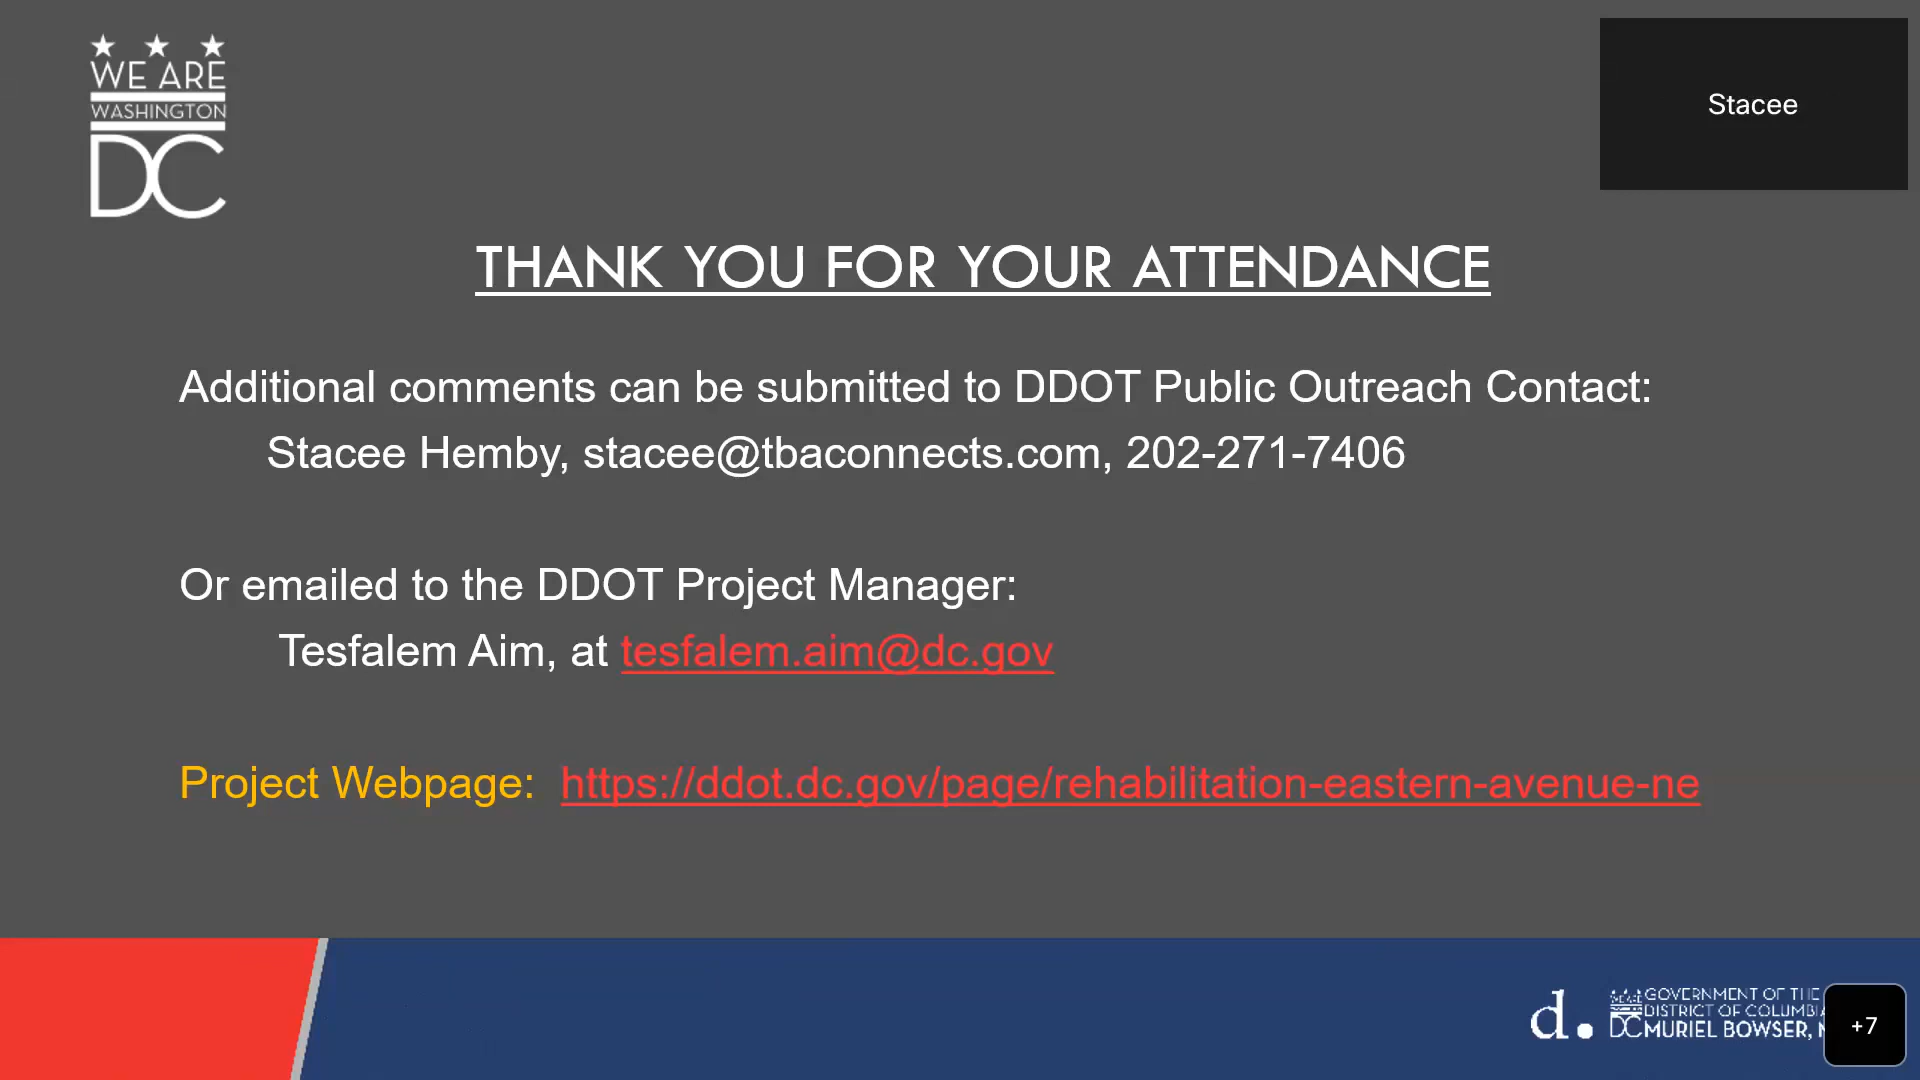 WE ARE
WASHINGTON
DC
Stacee
THANK YOU FOR YOUR ATTENDANCE
Additional comments can be submitted to DDOT Public Outreach Contact:
Stacee Hemby, stacee@tbaconnects.com, 202-271-7406
Or emailed to the DDOT Project Manager:
Tesfalem Aim, at tesfalem.aim@dc.gov
Project Webpage: https://ddot.dc.gov/page/rehabilitation-eastern-avenue-ne
d.
WE ARE
DC
GOVERNMENT OF THE
DISTRICT OF COLUMBIA
MURIEL BOWSER,
+7